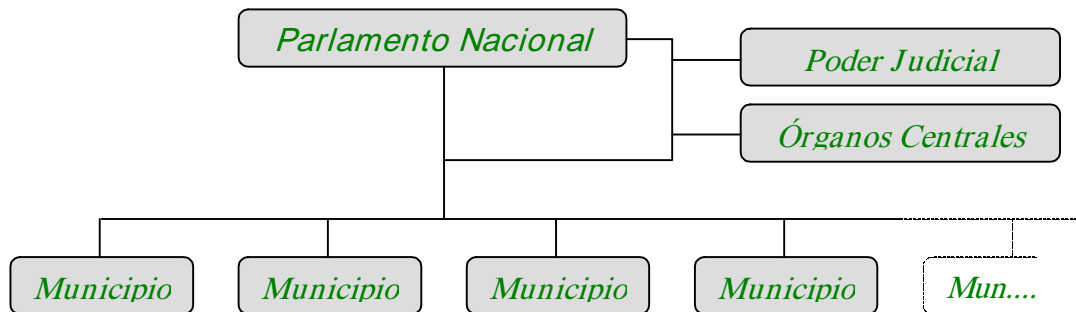 Parlamento Nacional
Poder Judicial
Órganos Centrales
Municipio
Municipio
Municipio
Municipio
Mun....